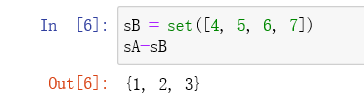 In [6]: sB = set([4, 5, 6, 7])
sA-sB
Out[6]: {1, 2, 3}